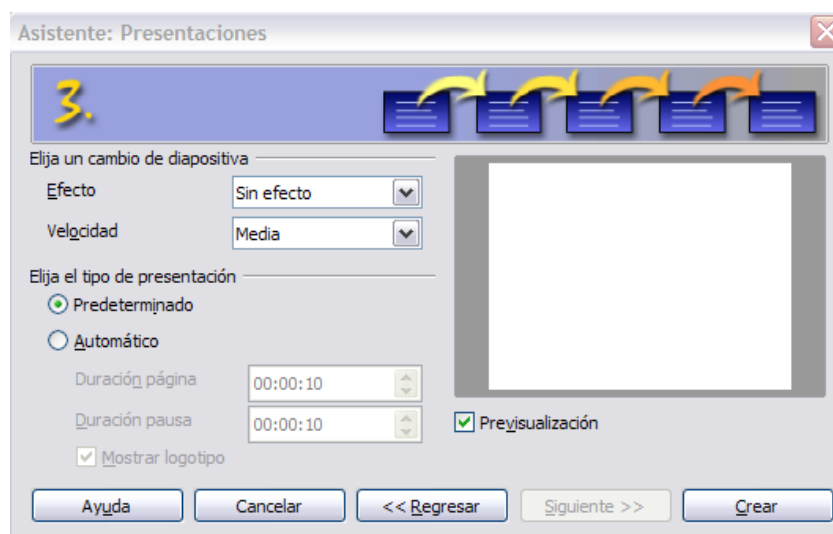 Asistente: Presentaciones
3.
Elija un cambio de diapositiva
Efecto
Sin efecto
Velocidad
Media
Elija el tipo de presentación
Predeterminado
Automático
Duración página
00:00:10
Duración pausa
00:00:10
Mostrar logotipo
Previsualización
Ayuda
Cancelar
<< Regresar
Siguiente >>
Crear